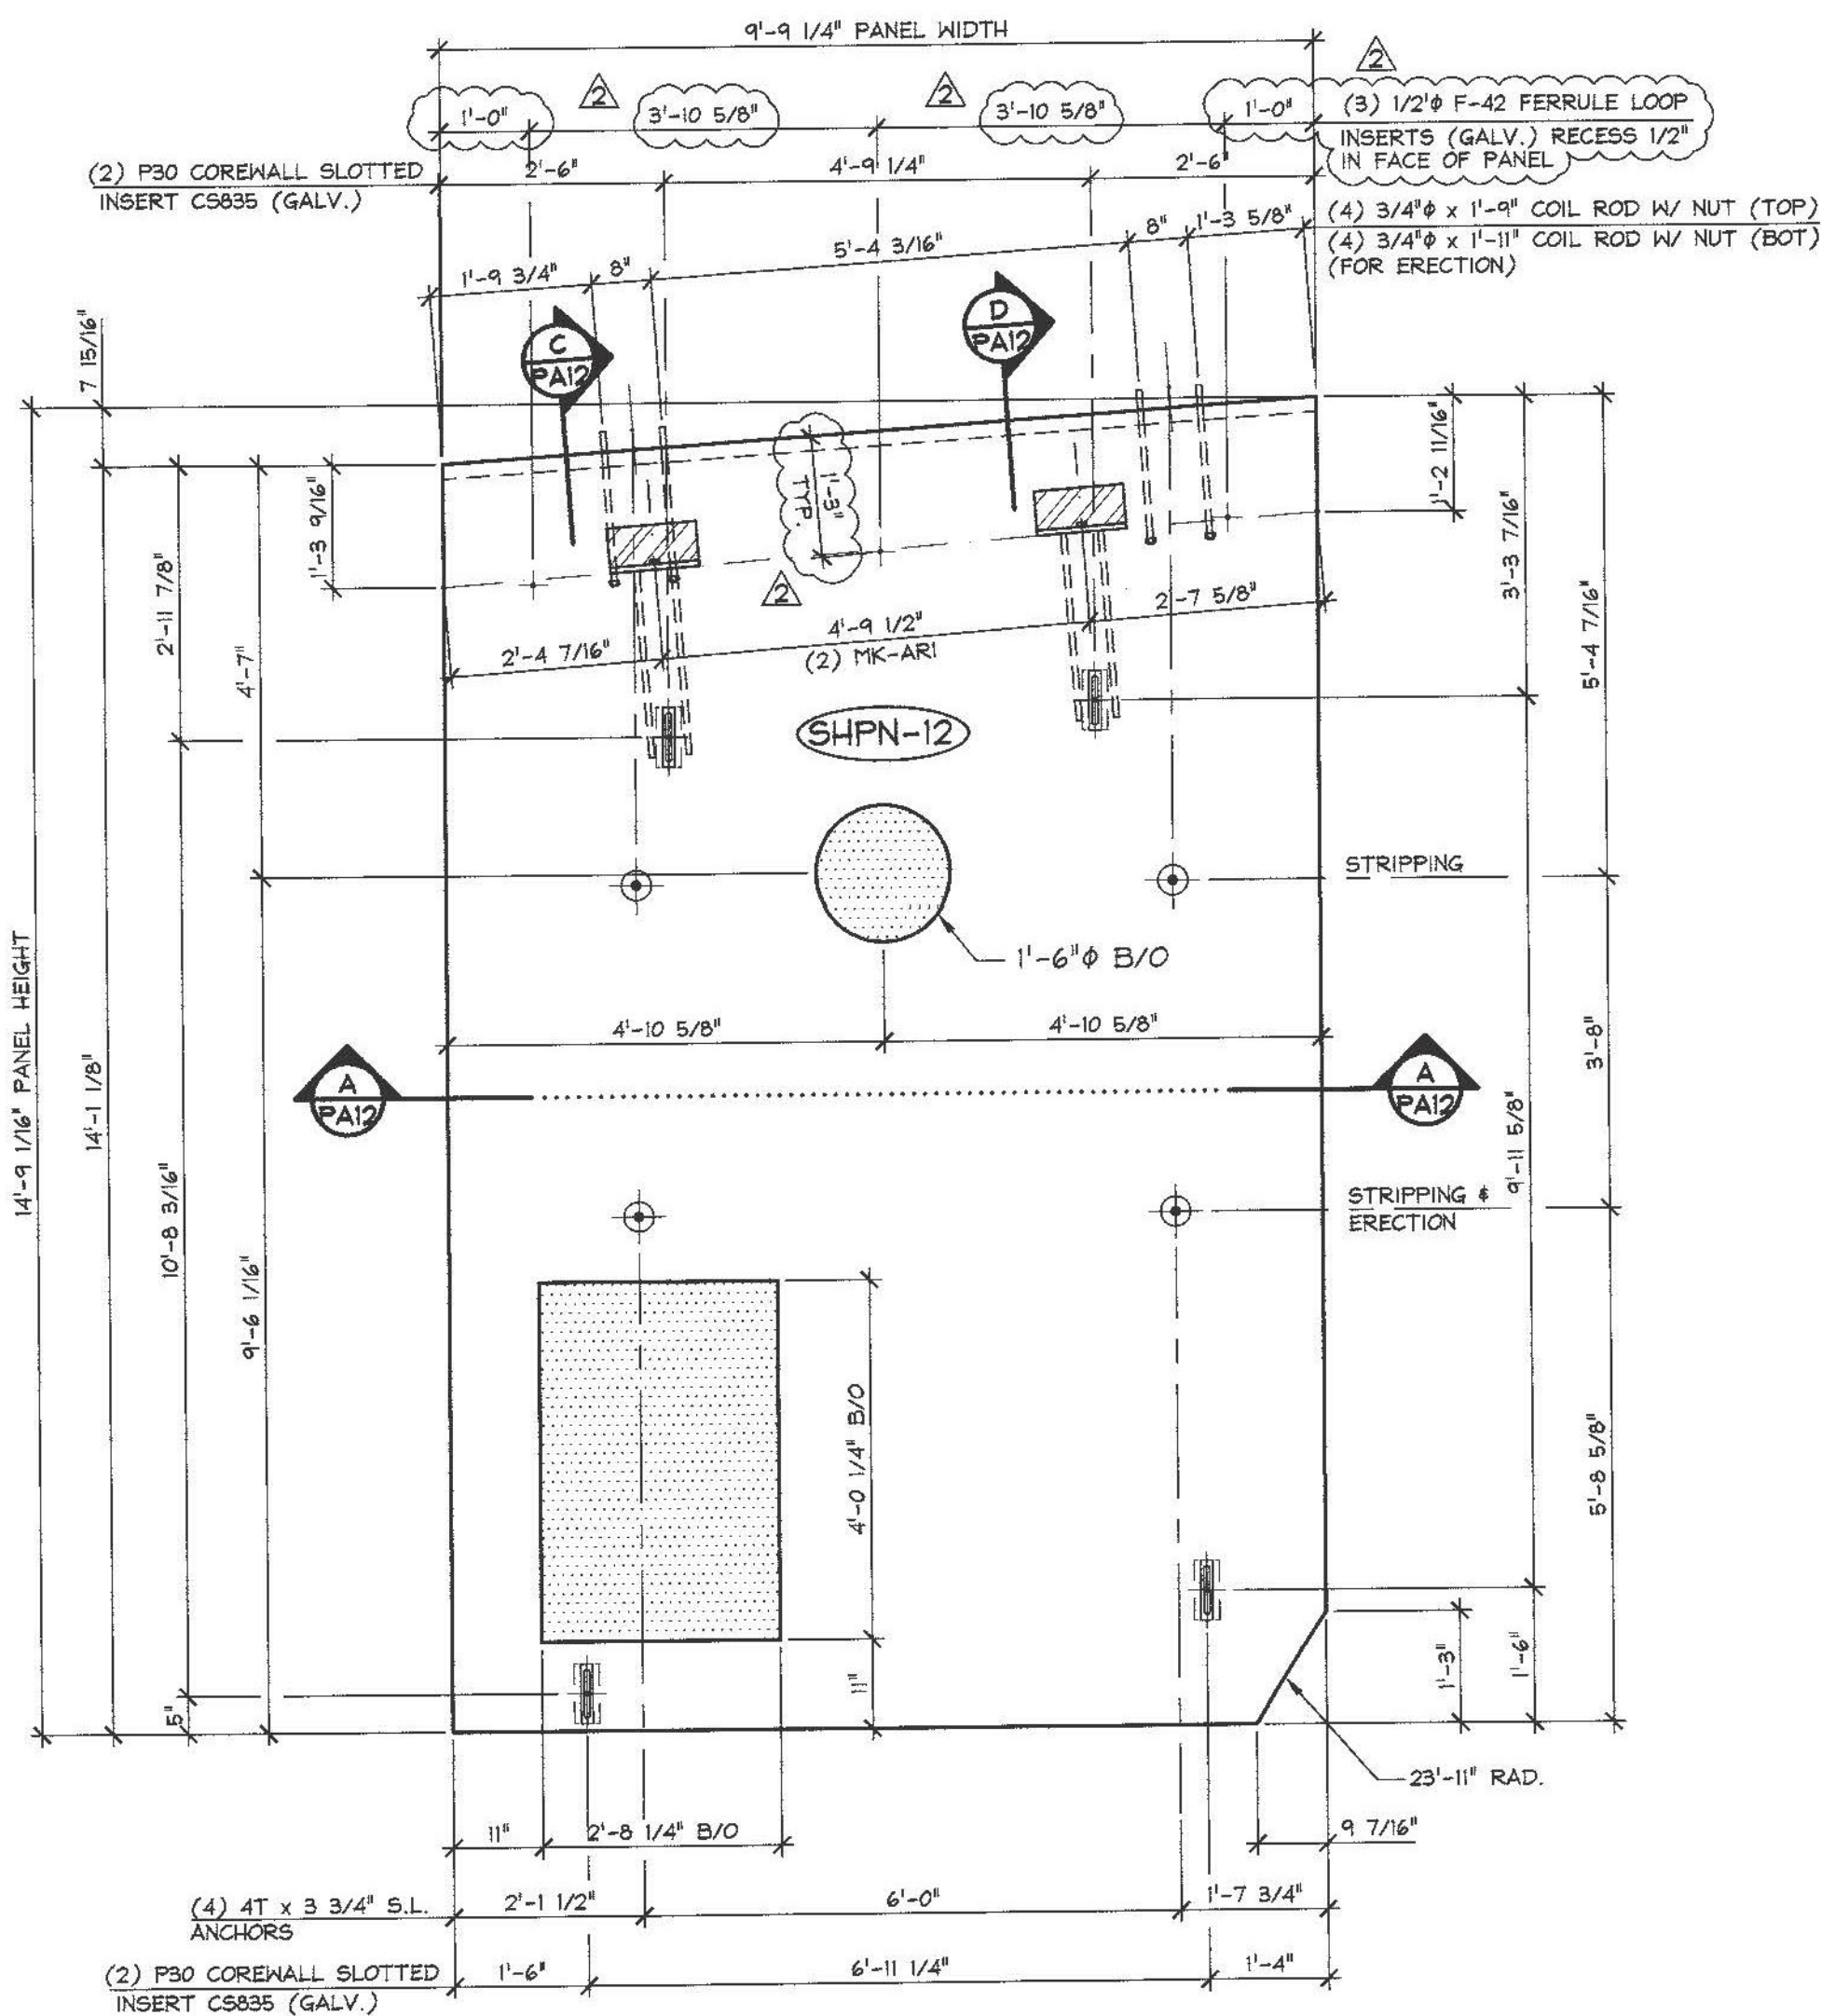 9'-9 1/4" PANEL WIDTH
2
2
2
1'-0"
3'-10 5/8"
3'-10 5/8"
1'-0"
(3) 1/2'ϕ F-42 FERRULE LOOP
INSERTS (GALV.) RECESS 1/2"
IN FACE OF PANEL
(2) P30 COREWALL SLOTTED
INSERT CS835 (GALV.)
2'-6"
4'-9 1/4"
2'-6"
(4) 3/4"ϕ x 1'-9" COIL ROD W/ NUT (TOP)
(4) 3/4"ϕ x 1'-11" COIL ROD W/ NUT (BOT)
(FOR ERECTION)
1'-9 3/4"
8"
5'-4 3/16"
8"
1'-3 5/8"
C
PA12
D
PA12
7 15/16"
1'-3 9/16"
1'-3"
TYP.
2
1'-2 11/16"
3'-3 7/16"
5'-4 7/16"
2'-11 7/8"
4'-7"
2'-4 7/16"
4'-9 1/2"
(2) MK-AR1
2'-7 5/8"
SHPN-12
STRIPPING
1'-6"ϕ B/O
4'-10 5/8"
4'-10 5/8"
14'-9 1/16" PANEL HEIGHT
14'-1 1/8"
A
PA12
A
PA12
3'-8"
9'-11 5/8"
10'-8 3/16"
9'-6 1/16"
STRIPPING &
ERECTION
4'-0 1/4" B/O
5'-8 5/8"
11"
5"
1'-3"
1'-6"
23'-11" RAD.
11"
2'-8 1/4" B/O
9 7/16"
(4) 4T x 3 3/4" S.L.
ANCHORS
2'-1 1/2"
6'-0"
1'-7 3/4"
(2) P30 COREWALL SLOTTED
INSERT CS835 (GALV.)
1'-6"
6'-11 1/4"
1'-4"